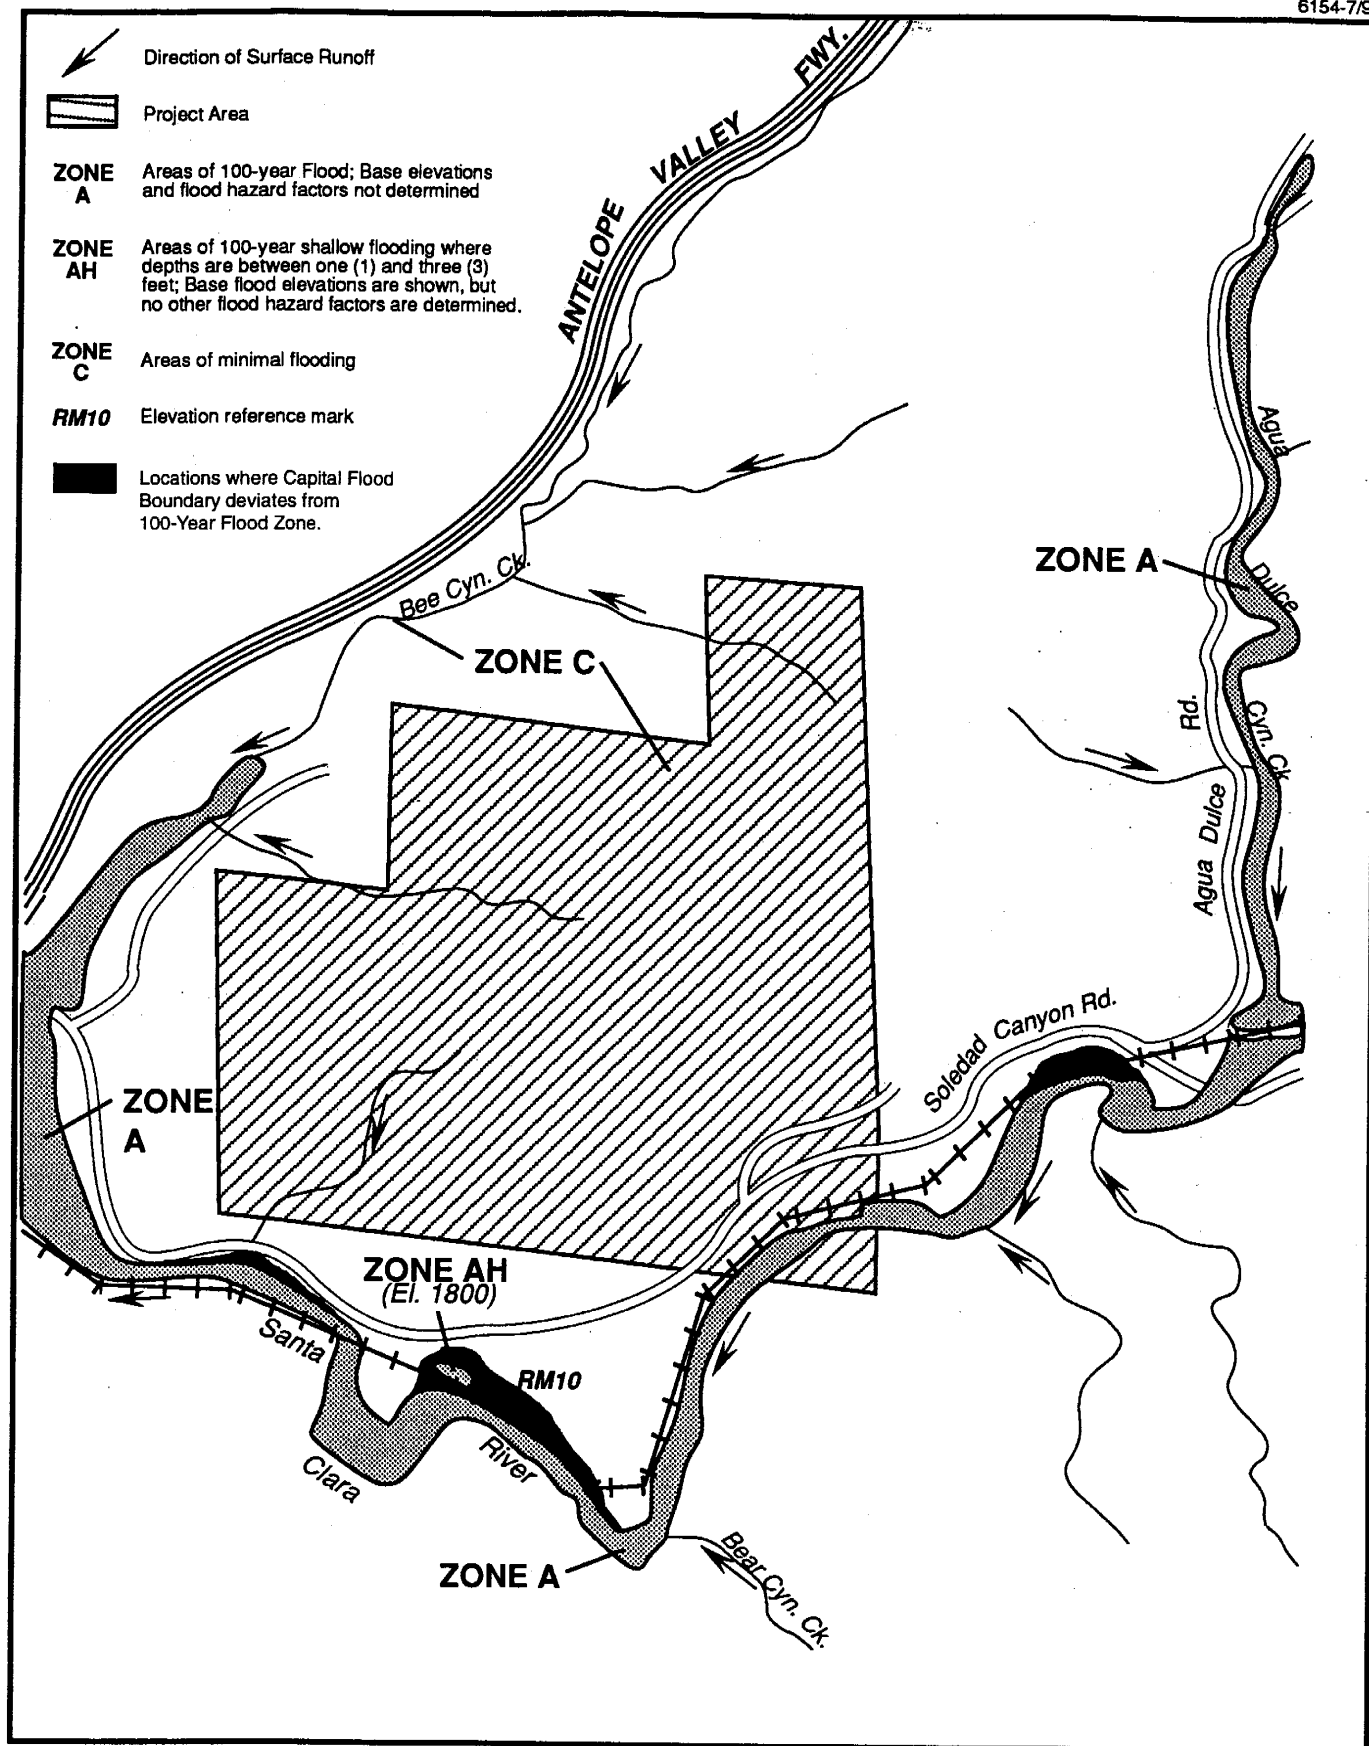 6154-7/9
Direction of Surface Runoff
Project Area
ZONE
A
Areas of 100-year Flood; Base elevations
and flood hazard factors not determined
ZONE
AH
Areas of 100-year shallow flooding where
depths are between one (1) and three (3)
feet; Base flood elevations are shown, but
no other flood hazard factors are determined.
ZONE
C
Areas of minimal flooding
RM10
Elevation reference mark
Locations where Capital Flood
Boundary deviates from
100-Year Flood Zone.
ANTELOPE VALLEY FWY.
Bee Cyn. Ck.
ZONE C
ZONE A
Agua Dulce Cyn. Ck
Agua Dulce Rd.
Soledad Canyon Rd.
ZONE
A
ZONE AH
(El. 1800)
RM10
Santa Clara River
ZONE A
Bear Cyn. Ck.